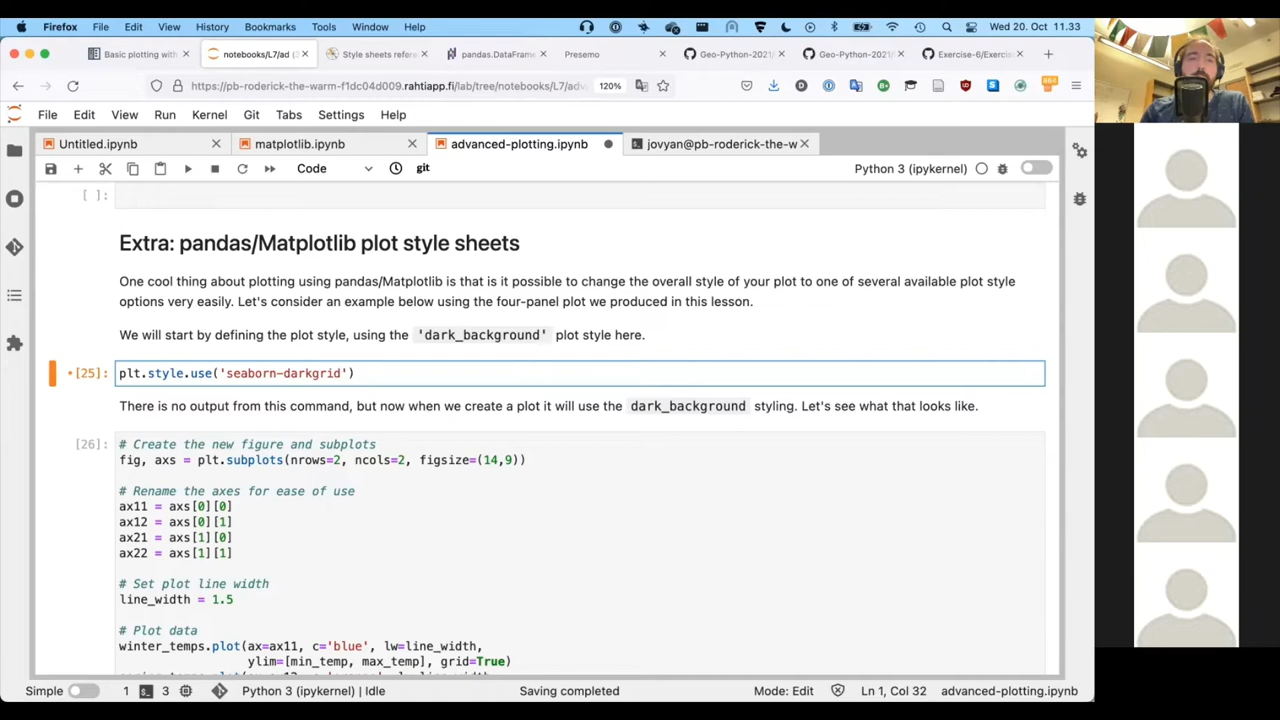 Firefox File Edit View History Bookmarks Tools Window Help Wed 20. Oct 11.33
Basic plotting with notebooks/L7/ad (3 Style sheets refere pandas.DataFrame Presemo Geo-Python-2021/ Geo-Python-2021/ Exercise-6/Exercis
https://pb-roderick-the-warm-f1dc04dd009.rahtiapp.fi/lab/tree/notebooks/L7/adv 120% 864
File Edit View Run Kernel Git Tabs Settings Help
Untitled.ipynb matplotlib.ipynb advanced-plotting.ipynb jovyan@pb-roderick-the-w
Code git Python 3 (ipykernel)
[ ]:
Extra: pandas/Matplotlib plot style sheets
One cool thing about plotting using pandas/Matplotlib is that is it possible to change the overall style of your plot to one of several available plot style
options very easily. Let's consider an example below using the four-panel plot we produced in this lesson.
We will start by defining the plot style, using the 'dark_background' plot style here.
[25]: plt.style.use('seaborn-darkgrid')
There is no output from this command, but now when we create a plot it will use the dark_background styling. Let's see what that looks like.
[26]: # Create the new figure and subplots
fig, axs = plt.subplots(nrows=2, ncols=2, figsize=(14,9))
# Rename the axes for ease of use
ax11 = axs[0][0]
ax12 = axs[0][1]
ax21 = axs[1][0]
ax22 = axs[1][1]
# Set plot line width
line_width = 1.5
# Plot data
winter_temps.plot(ax=ax11, c='blue', lw=line_width,
ylim=[min_temp, max_temp], grid=True)
Simple 1 3 Python 3 (ipykernel) | Idle Saving completed Mode: Edit Ln 1, Col 32 advanced-plotting.ipynb